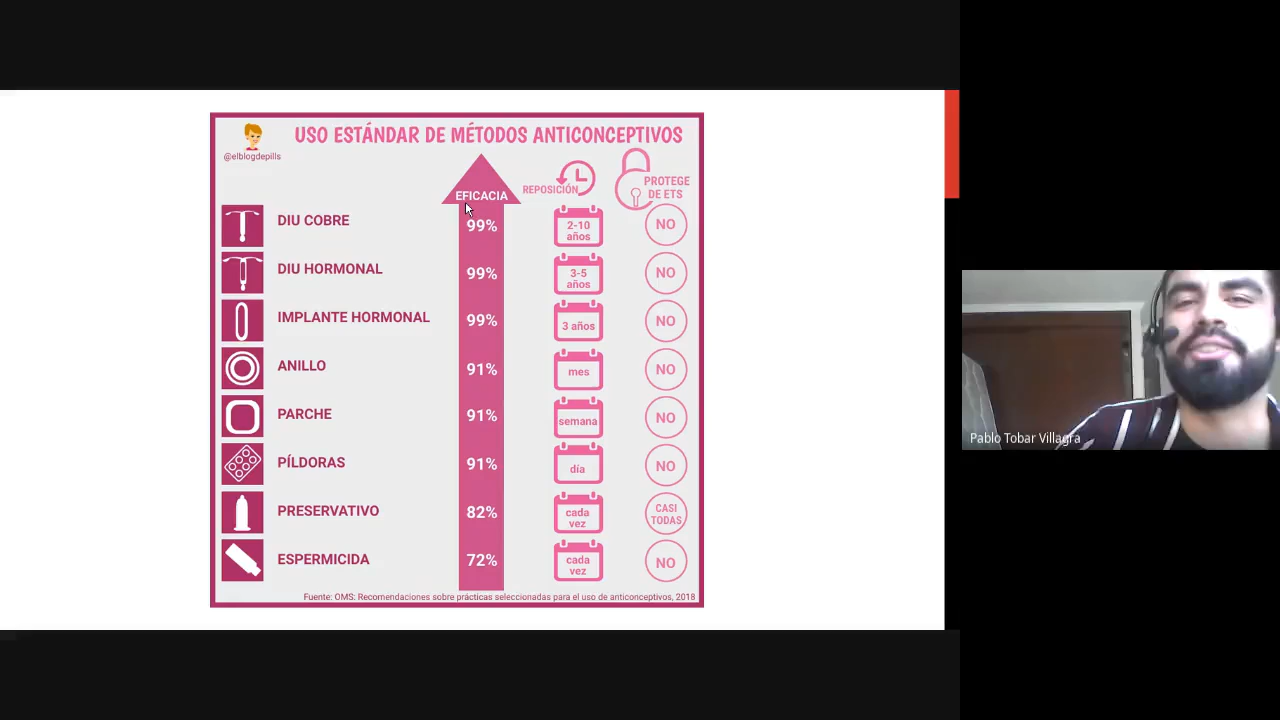 USO ESTÁNDAR DE MÉTODOS ANTICONCEPTIVOS
@elblogdepills
EFICACIA
REPOSICIÓN
PROTEGE
DE ETS
DIU COBRE
99%
2-10
años
NO
DIU HORMONAL
99%
3-5
años
NO
IMPLANTE HORMONAL
99%
3 años
NO
ANILLO
91%
mes
NO
PARCHE
91%
semana
NO
PÍLDORAS
91%
día
NO
PRESERVATIVO
82%
cada
vez
CASI
TODAS
ESPERMICIDA
72%
cada
vez
NO
Fuente: OMS: Recomendaciones sobre prácticas seleccionadas para el uso de anticonceptivos, 2018
Pablo Tobar Villagra